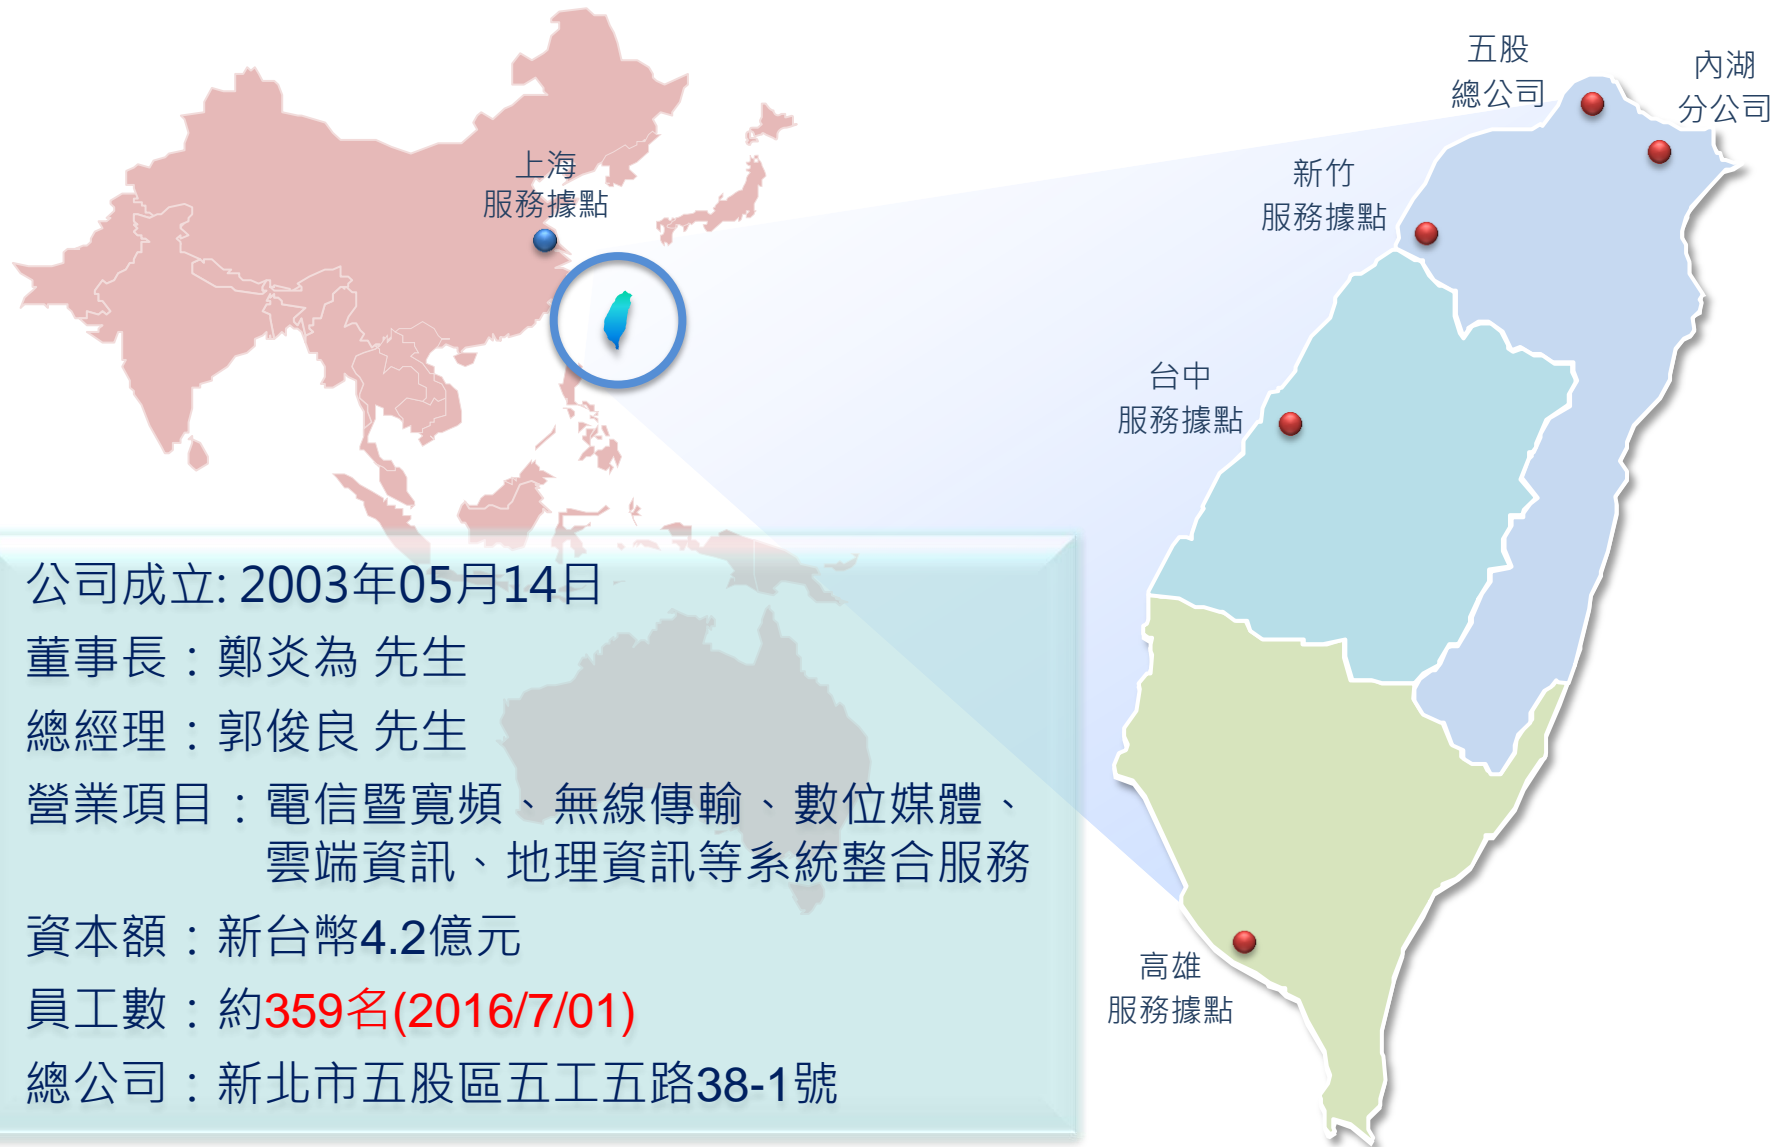 五股
總公司
內湖
分公司
上海
服務據點
新竹
服務據點
台中
服務據點
高雄
服務據點
公司成立: 2003年05月14日
董事長：鄭炎為 先生
總經理：郭俊良 先生
營業項目：電信暨寬頻、無線傳輸、數位媒體、
雲端資訊、地理資訊等系統整合服務
資本額：新台幣4.2億元
員工數：約359名(2016/7/01)
總公司：新北市五股區五工五路38-1號